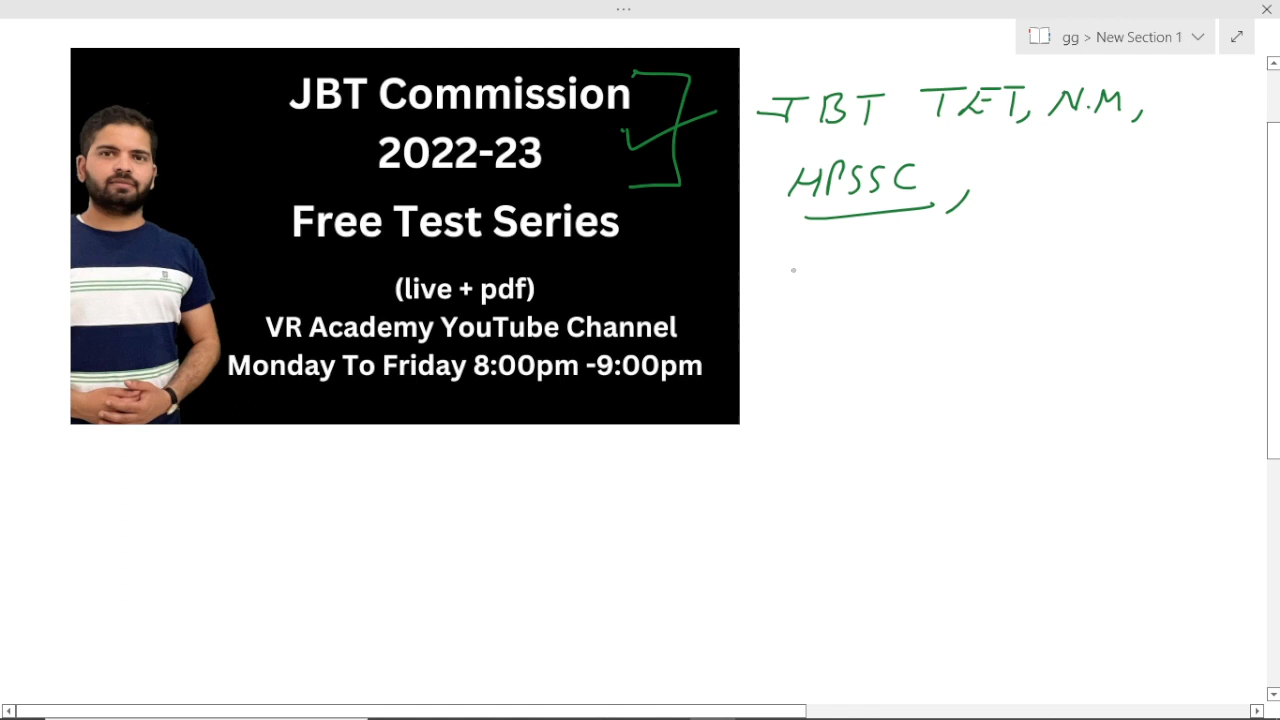 gg > New Section 1
JBT Commission
2022-23
Free Test Series
(live + pdf)
VR Academy YouTube Channel
Monday To Friday 8:00pm -9:00pm
JBT TET, N.M,
HPSSC,